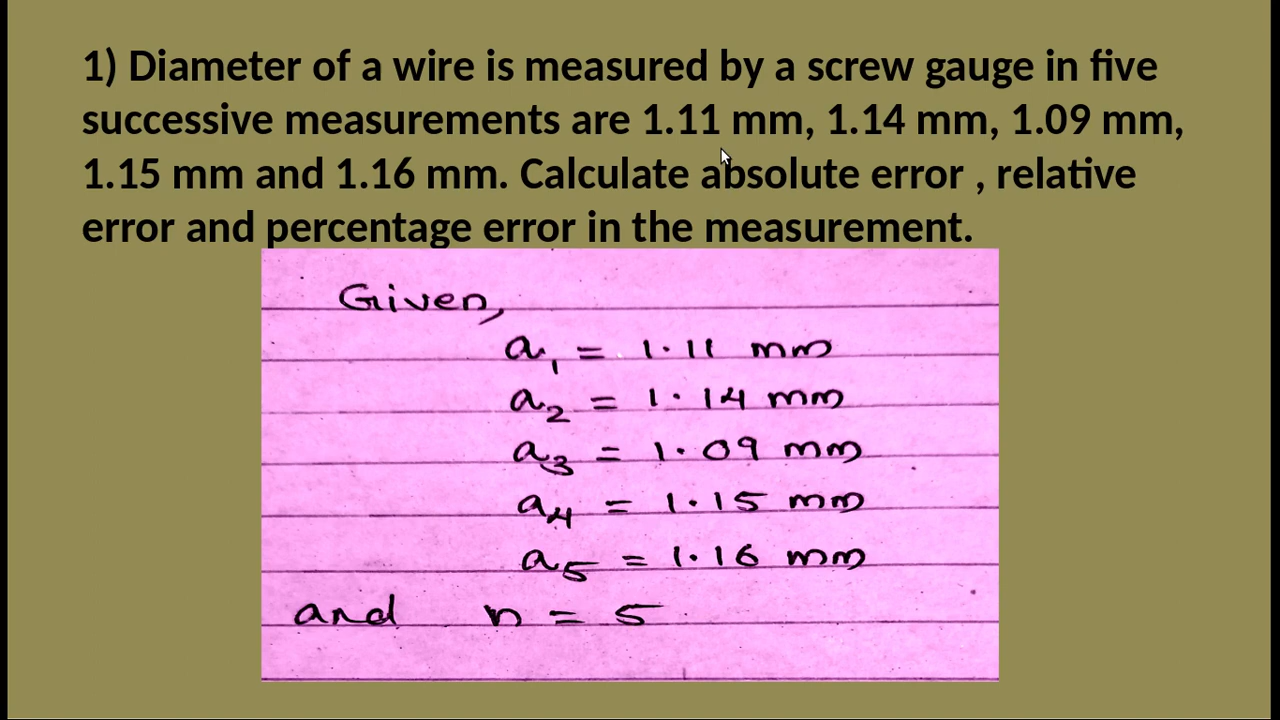 1) Diameter of a wire is measured by a screw gauge in five
successive measurements are 1.11 mm, 1.14 mm, 1.09 mm,
1.15 mm and 1.16 mm. Calculate absolute error , relative
error and percentage error in the measurement.
Given,
a₁ = 1.11 mm
a₂ = 1.14 mm
a₃ = 1.09 mm
a₄ = 1.15 mm
a₅ = 1.16 mm
and n = 5